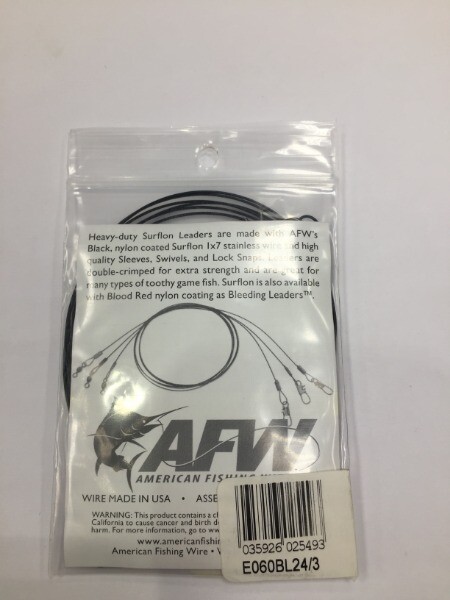 Heavy-duty Surflon Leaders are made with AFW's
Black, nylon coated Surflon 1x7 stainless wire and high
quality Sleeves, Swivels, and Lock Snaps. Leaders are
double-crimped for extra strength and are great for
many types of toothy game fish. Surflon is also available
with Blood Red nylon coating as Bleeding Leaders™.
AFW
AMERICAN FISHING
WIRE MADE IN USA • ASSE
WARNING: This product contains a
California to cause cancer and birth
harm. For more information, go to
www.americanfishin
American Fishing Wire •
035926 025493
E060BL24/3